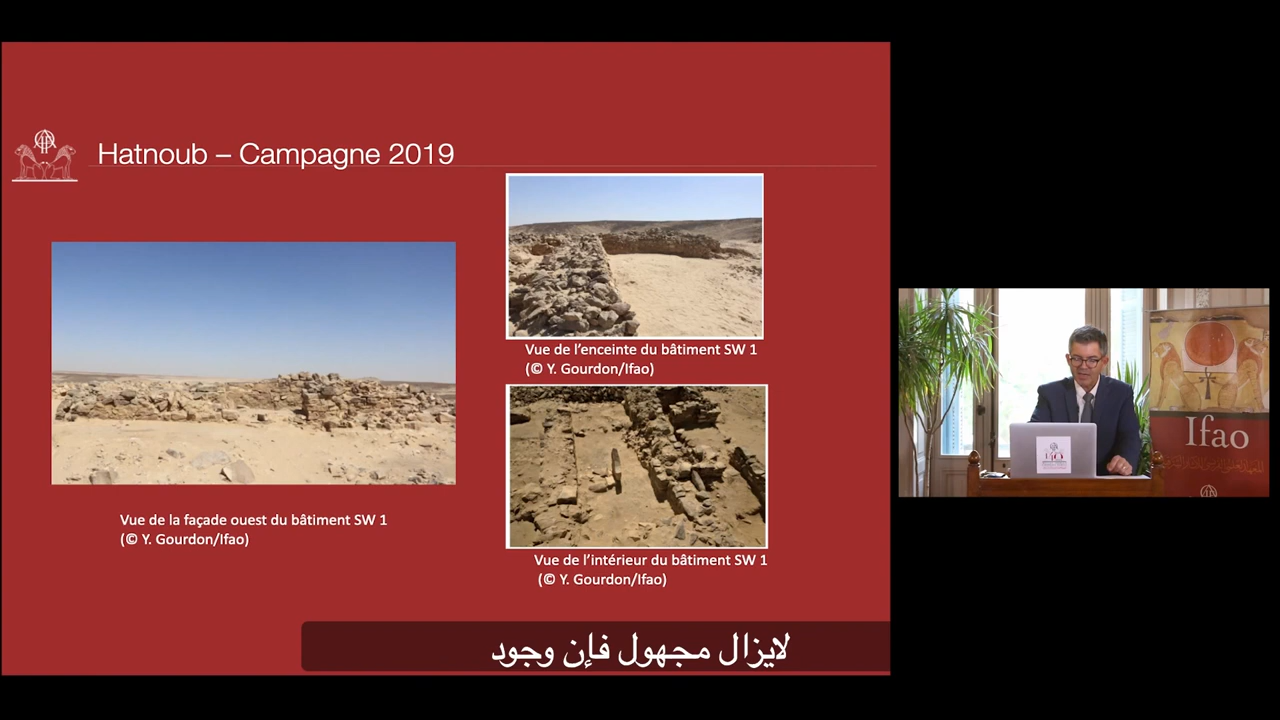 Hatnoub – Campagne 2019
Vue de l’enceinte du bâtiment SW 1
(© Y. Gourdon/Ifao)
Vue de la façade ouest du bâtiment SW 1
(© Y. Gourdon/Ifao)
Vue de l’intérieur du bâtiment SW 1
(© Y. Gourdon/Ifao)
لايزال مجهول فإن وجود
Ifao